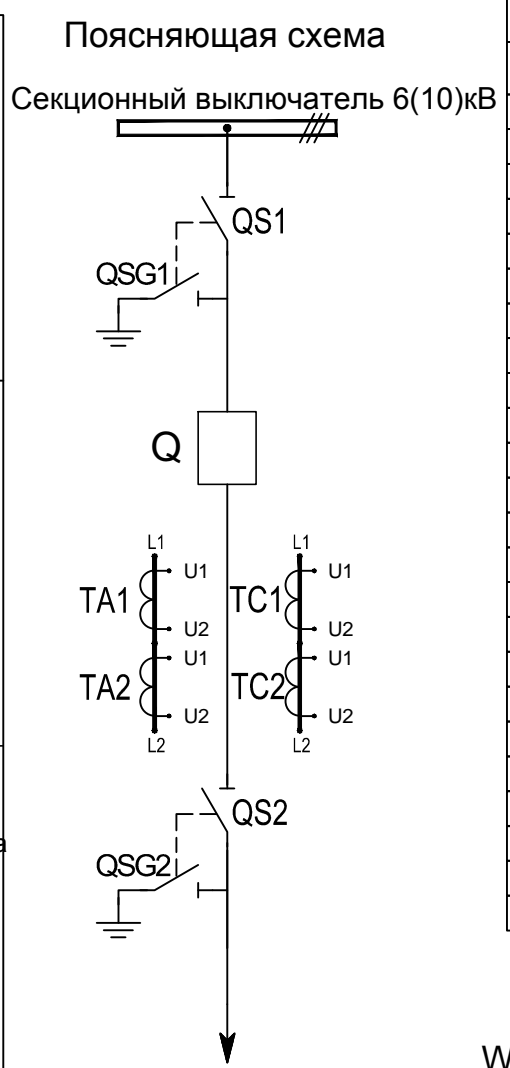 Поясняющая схема
Секционный выключатель 6(10)кВ
QS1
QSG1
Q
L1
L1
U1
U1
TA1
TC1
U2
U2
U1
U1
TA2
TC2
U2
U2
L2
L2
QS2
а
QSG2
W